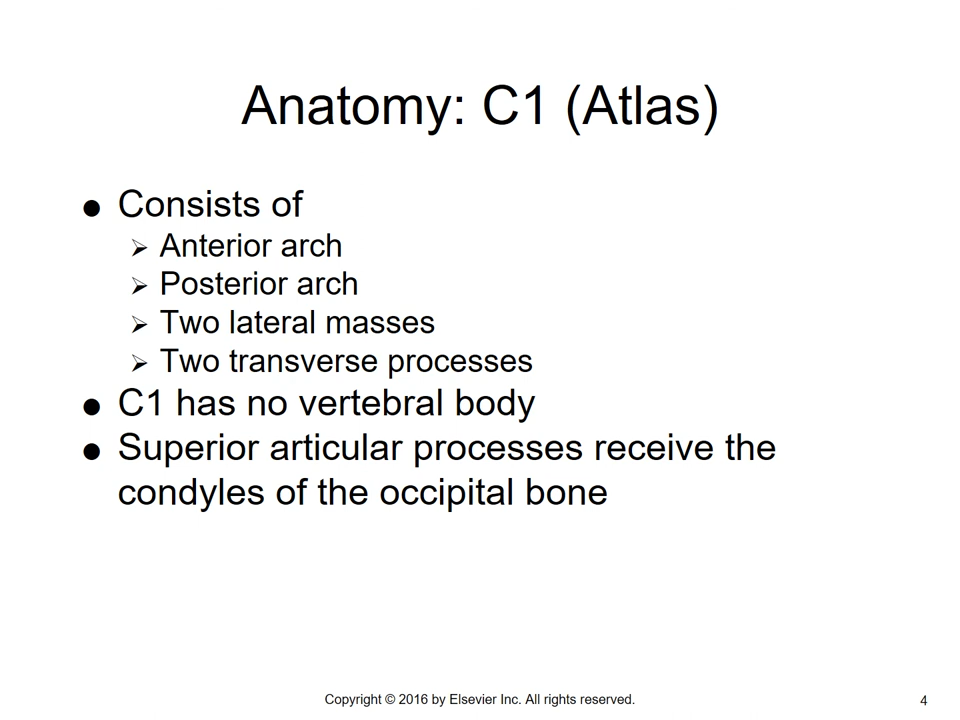 Anatomy: C1 (Atlas)
● Consists of
➢ Anterior arch
➢ Posterior arch
➢ Two lateral masses
➢ Two transverse processes
● C1 has no vertebral body
● Superior articular processes receive the
condyles of the occipital bone
Copyright © 2016 by Elsevier Inc. All rights reserved.
4